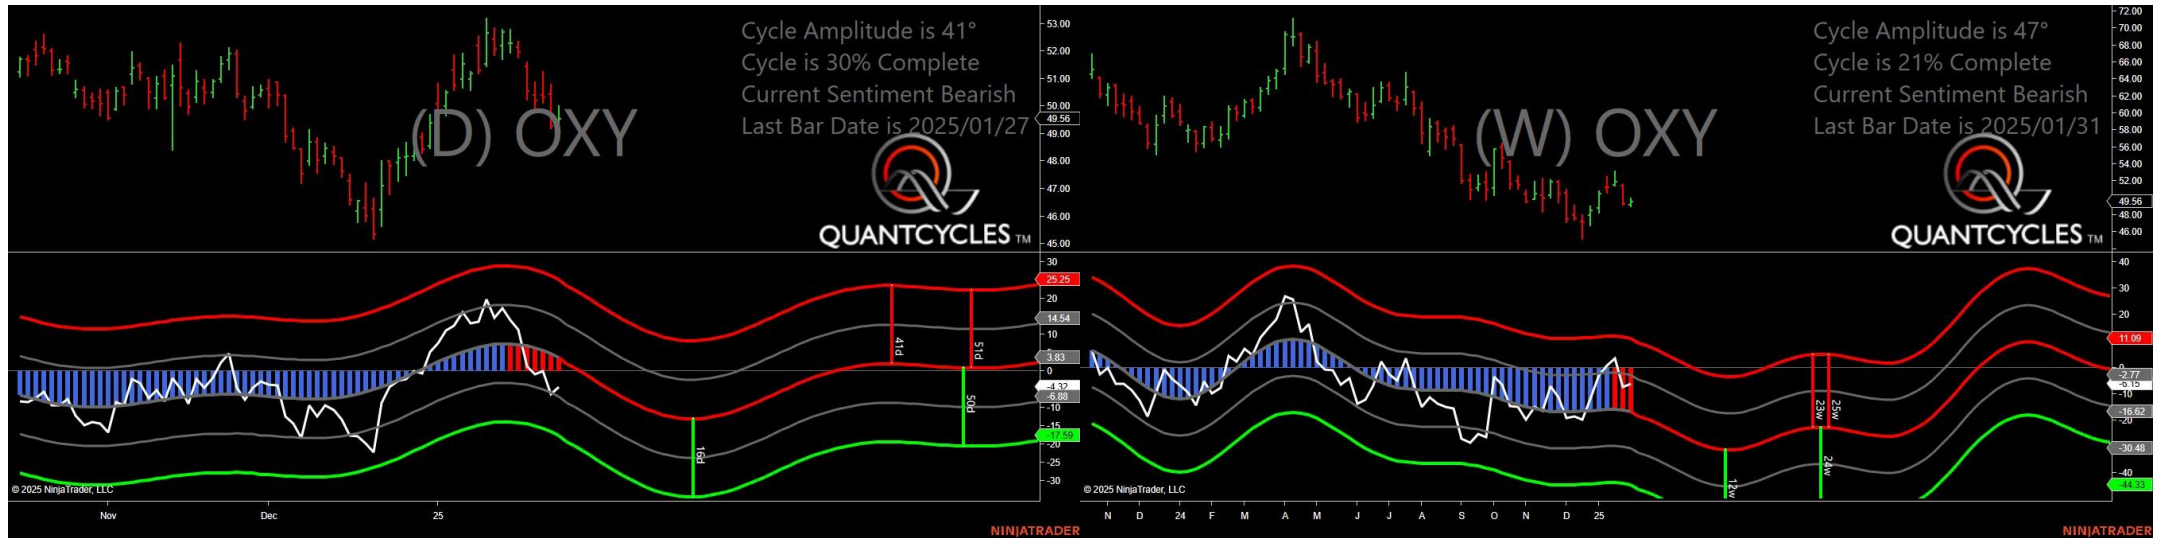 Cycle Amplitude is 41°
Cycle is 30% Complete
Current Sentiment Bearish
Last Bar Date is 2025/01/27
(D) OXY
QUANTCYCLES TM
53.00
52.00
51.00
50.00
49.56
49.00
48.00
47.00
46.00
45.00
30
25.25
20
14.54
10
3.83
0
-4.32
-6.88
-10
-15
-17.59
-20
-25
-30
41d
51d
50d
16d
© 2025 NinjaTrader, LLC
Nov
Dec
25
NINJATRADER
Cycle Amplitude is 47°
Cycle is 21% Complete
Current Sentiment Bearish
Last Bar Date is 2025/01/31
(W) OXY
QUANTCYCLES TM
72.00
70.00
68.00
66.00
64.00
62.00
60.00
58.00
56.00
54.00
52.00
49.56
48.00
46.00
40
30
20
11.09
0
-2.77
-6.15
-10
-16.62
-20
-30.48
-40
-44.33
23w
25w
24w
12w
© 2025 NinjaTrader, LLC
N
D
24
F
M
A
M
J
J
A
S
O
N
D
25
NINJATRADER